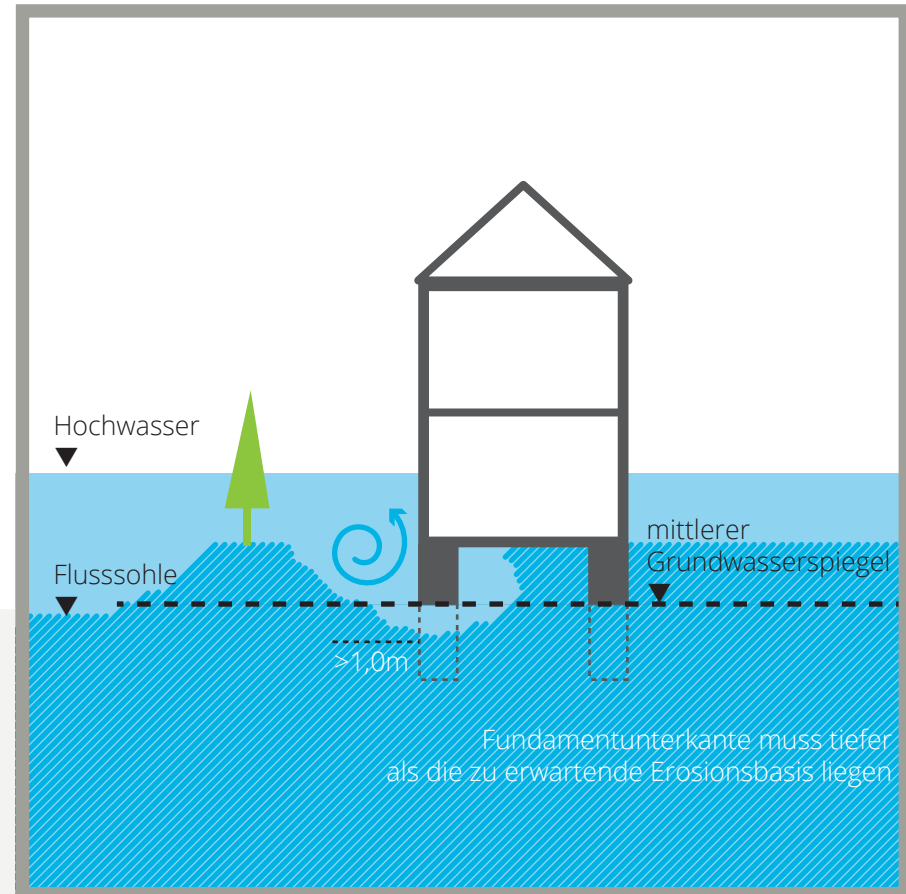 Hochwasser
mittlerer
Grundwasserspiegel
Flusssohle
>1,0m
Fundamentunterkante muss tiefer
als die zu erwartende Erosionsbasis liegen